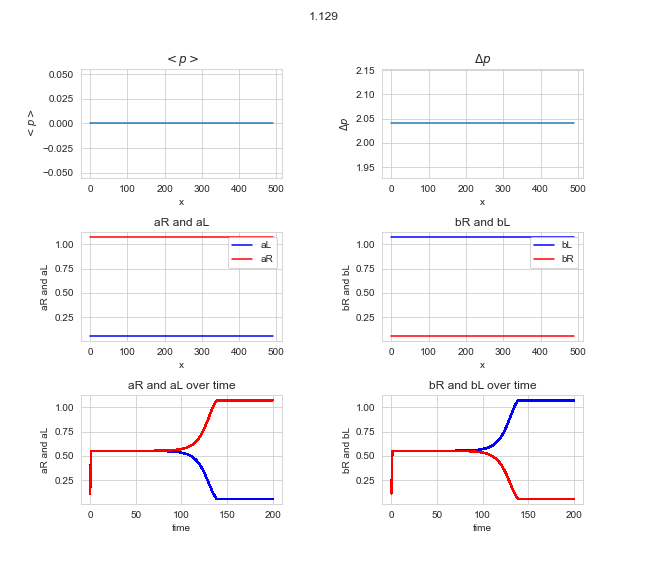 1.129
< p >
Δp
0.050
0.025
0.000
−0.025
−0.050
< p >
0 100 200 300 400 500
x
2.15
2.10
2.05
2.00
1.95
Δp
0 100 200 300 400 500
x
aR and aL
bR and bL
1.00
0.75
0.50
0.25
aR and aL
aL
aR
0 100 200 300 400 500
x
1.00
0.75
0.50
0.25
bR and bL
bL
bR
0 100 200 300 400 500
x
aR and aL over time
bR and bL over time
1.00
0.75
0.50
0.25
aR and aL
0 50 100 150 200
time
1.00
0.75
0.50
0.25
bR and bL
0 50 100 150 200
time